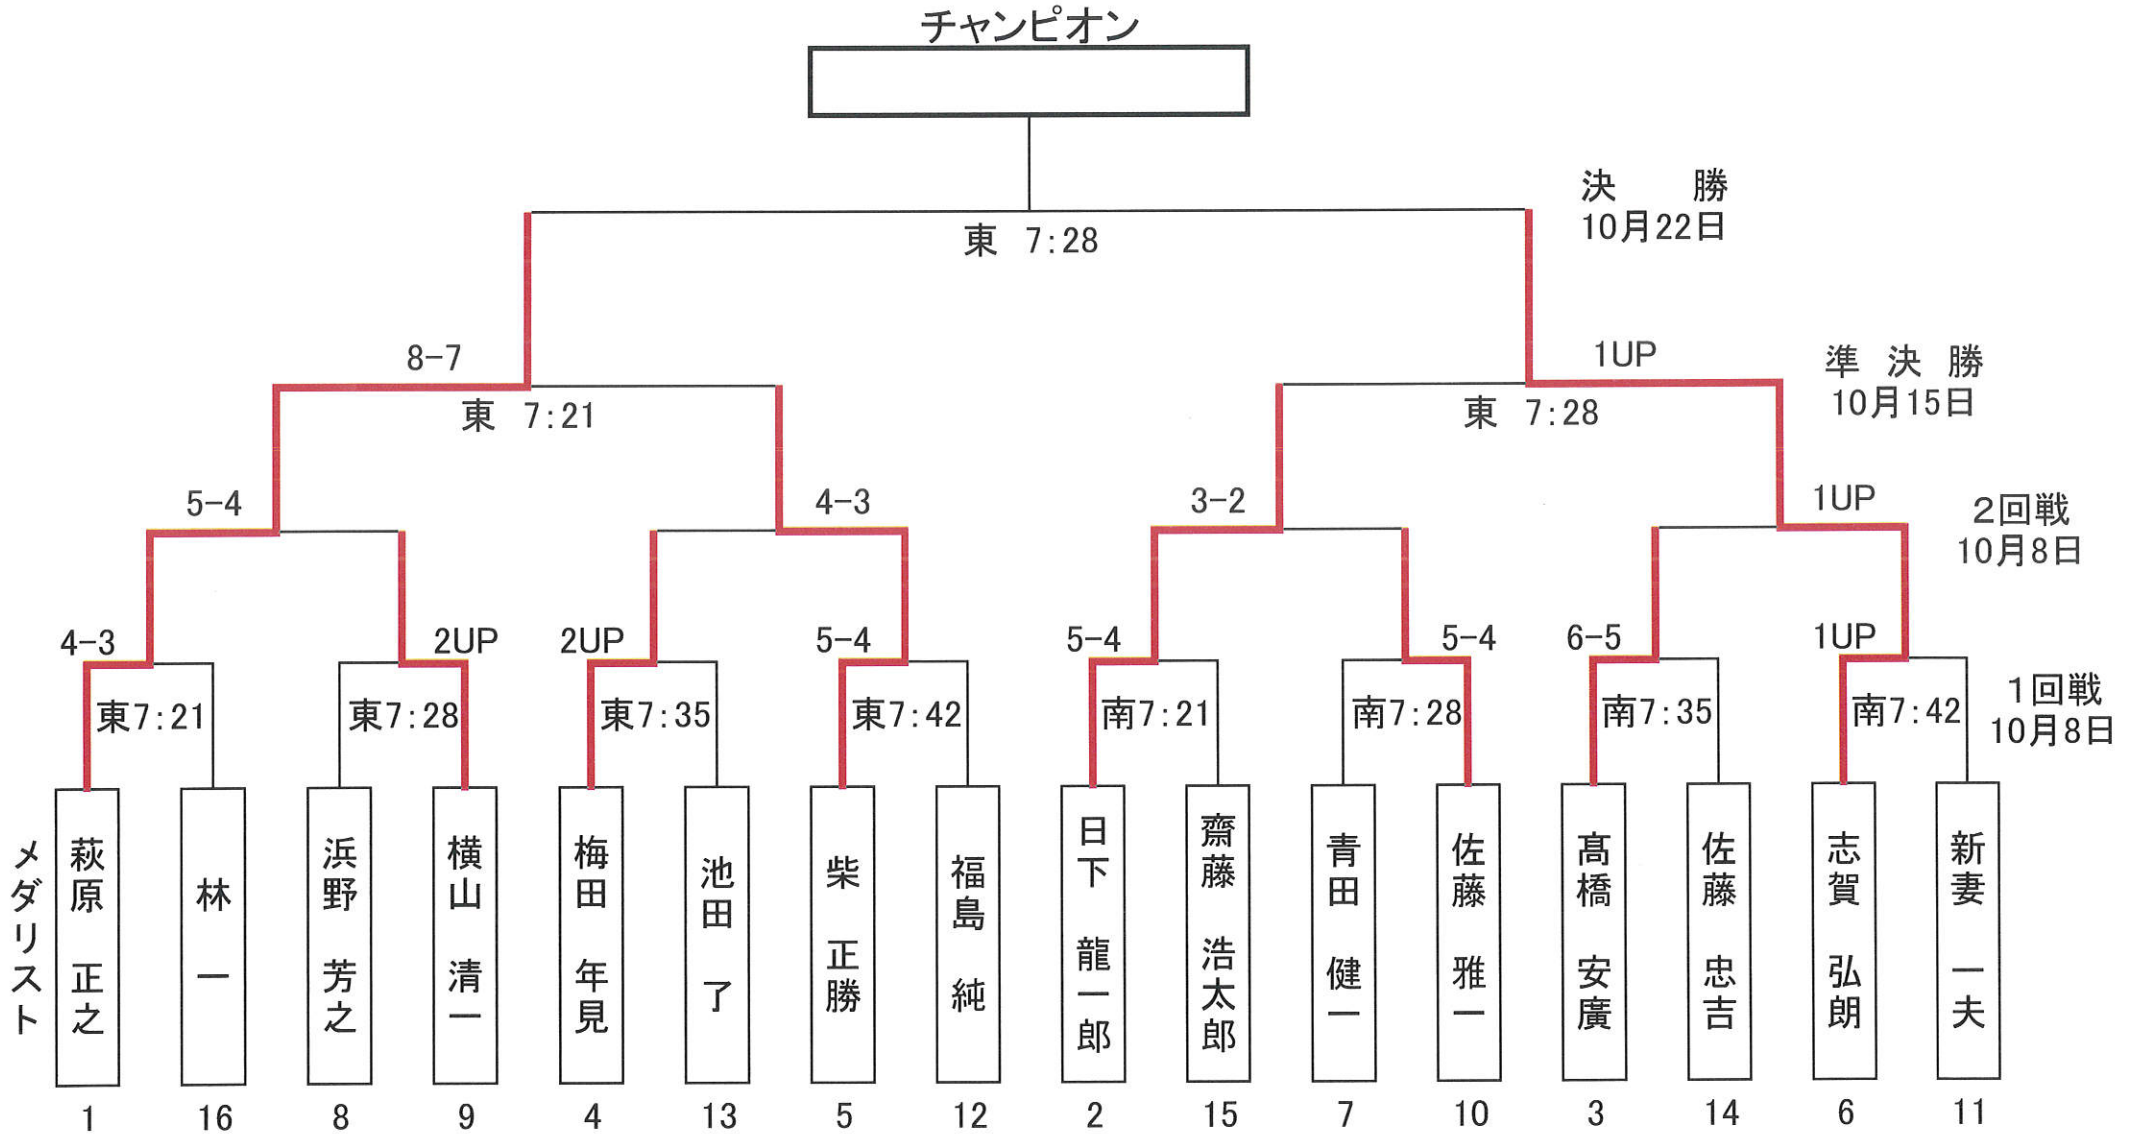 チャンピオン
決 勝
10月22日
東 7:28
8-7
1UP
準 決 勝
10月15日
東 7:21
東 7:28
5-4
4-3
3-2
1UP
2回戦
10月8日
4-3
2UP
2UP
5-4
5-4
5-4
6-5
1UP
1回戦
10月8日
東7:21
東7:28
東7:35
東7:42
南7:21
南7:28
南7:35
南7:42
メダリスト
萩原 正之
林 一
浜野 芳之
横山 清一
梅田 年見
池田 了
柴 正勝
福島 純
日下 龍一郎
齋藤 浩太郎
青田 健一
佐藤 雅一
髙橋 安廣
佐藤 忠吉
志賀 弘朗
新妻 一夫
1
16
8
9
4
13
5
12
2
15
7
10
3
14
6
11